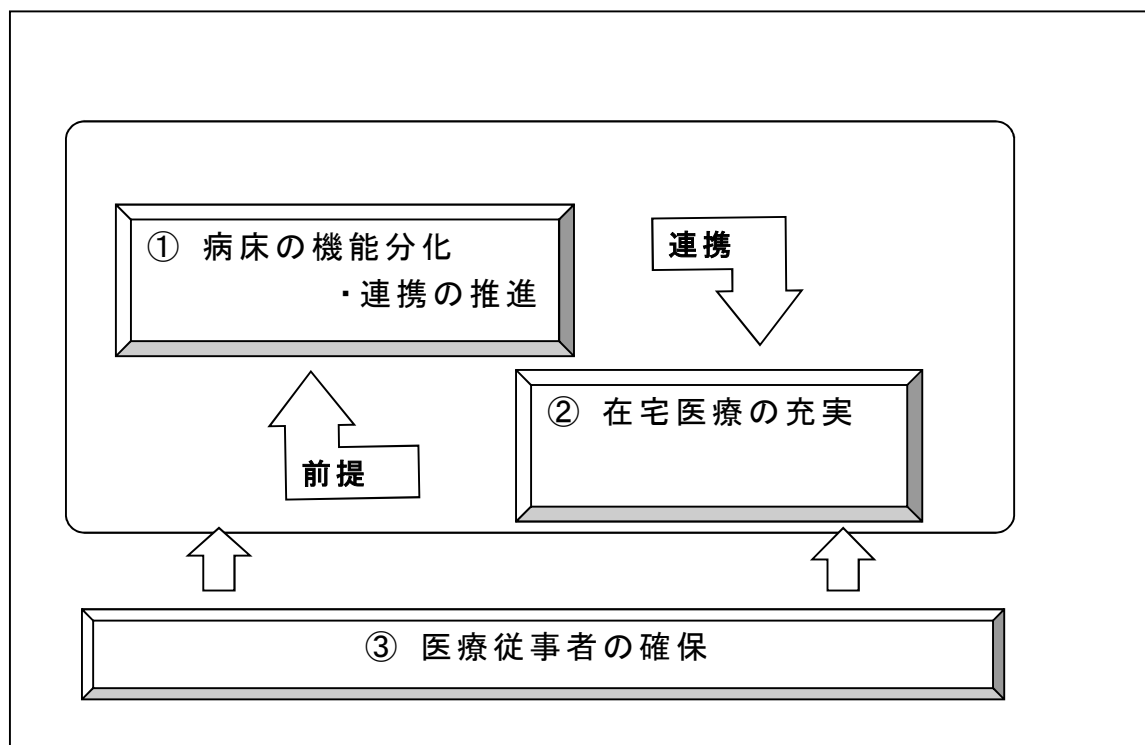 ① 病床の機能分化
・連携の推進
連携
前提
② 在宅医療の充実
③ 医療従事者の確保